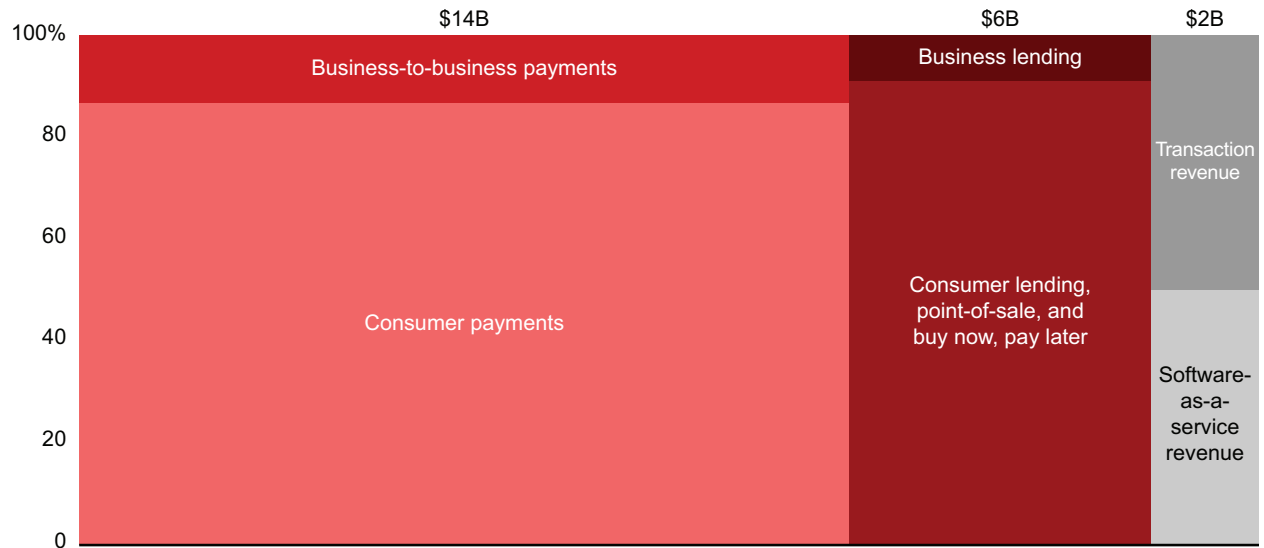 $14B
$6B
$2B
100%
80
60
40
20
0
Business-to-business payments
Consumer payments
Business lending
Consumer lending,
point-of-sale, and
buy now, pay later
Transaction
revenue
Software-
as-a-
service
revenue